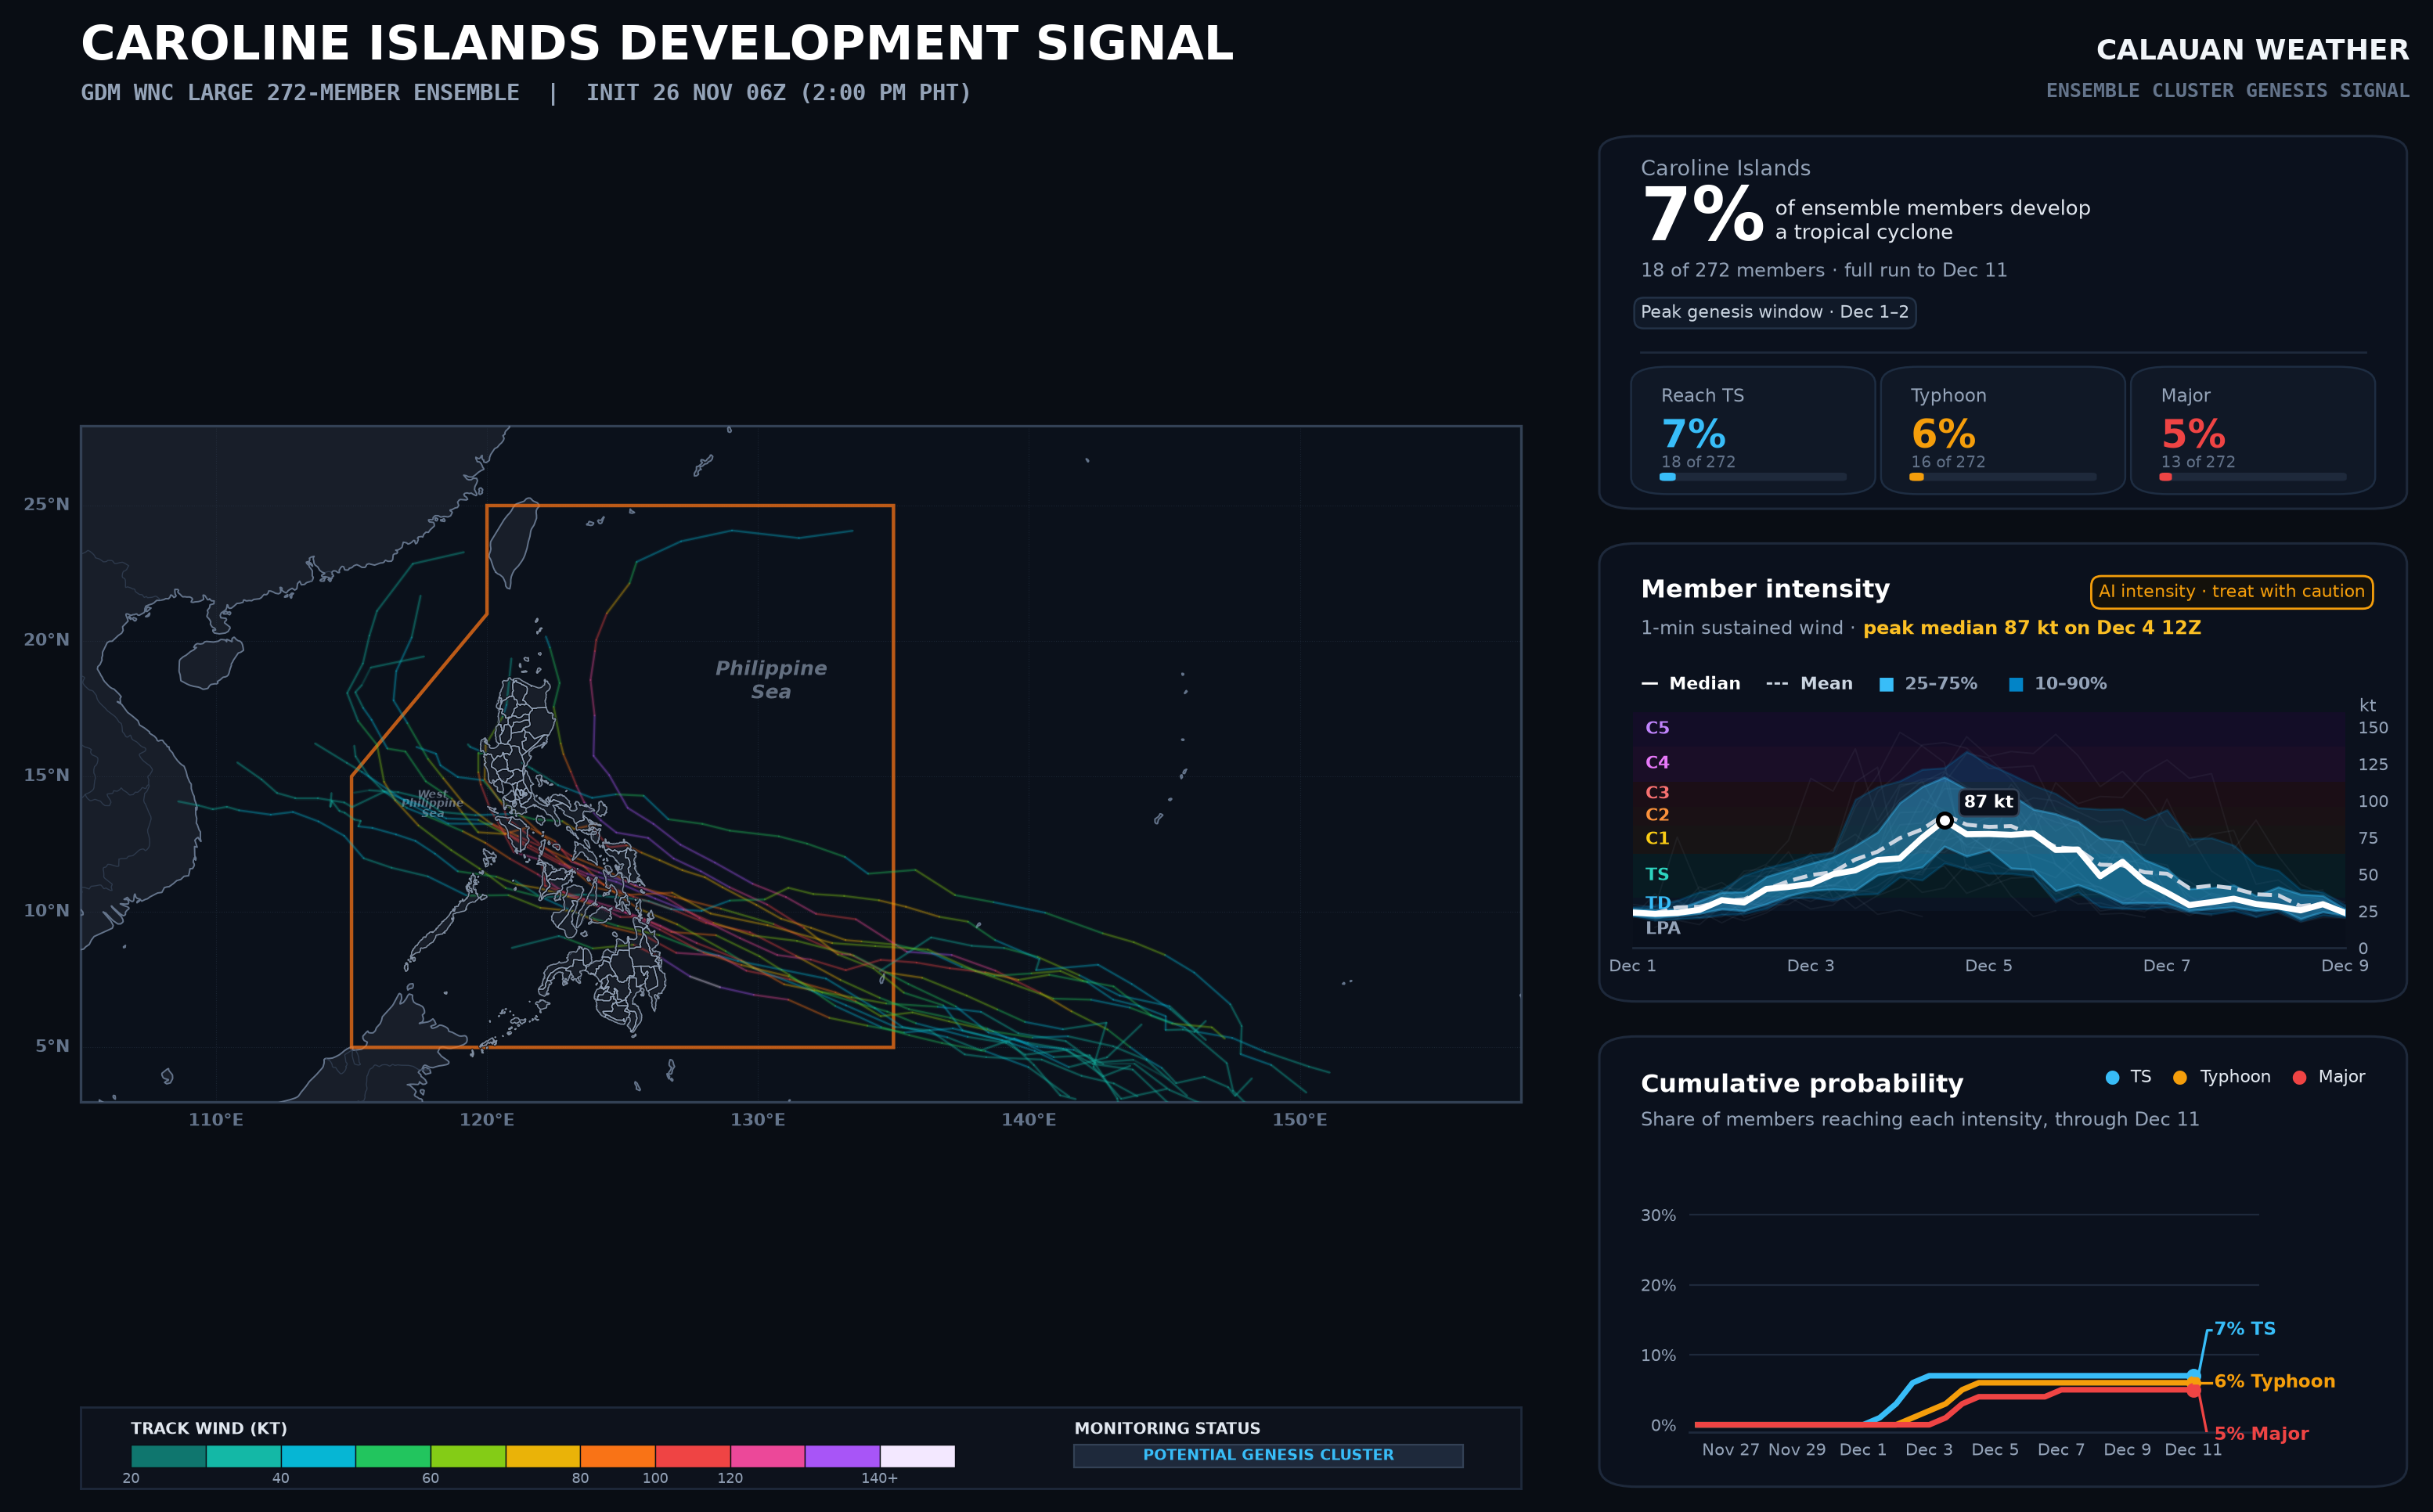 CAROLINE ISLANDS DEVELOPMENT SIGNAL
GDM WNC LARGE 272-MEMBER ENSEMBLE | INIT 26 NOV 06Z (2:00 PM PHT)
CALAUAN WEATHER
ENSEMBLE CLUSTER GENESIS SIGNAL
25°N
20°N
15°N
10°N
5°N
110°E
120°E
130°E
140°E
150°E
Philippine
Sea
West
Philippine
Sea
TRACK WIND (KT)
20
40
60
80
100
120
140+
MONITORING STATUS
POTENTIAL GENESIS CLUSTER
Caroline Islands
7%
of ensemble members develop
a tropical cyclone
18 of 272 members · full run to Dec 11
Peak genesis window · Dec 1–2
Reach TS
7%
18 of 272
Typhoon
6%
16 of 272
Major
5%
13 of 272
Member intensity
AI intensity · treat with caution
1-min sustained wind · peak median 87 kt on Dec 4 12Z
Median
Mean
25–75%
10–90%
kt
150
125
100
75
50
25
0
C5
C4
C3
C2
C1
TS
TD
LPA
87 kt
Dec 1
Dec 3
Dec 5
Dec 7
Dec 9
Cumulative probability
TS
Typhoon
Major
Share of members reaching each intensity, through Dec 11
30%
20%
10%
0%
7% TS
6% Typhoon
5% Major
Nov 27
Nov 29
Dec 1
Dec 3
Dec 5
Dec 7
Dec 9
Dec 11